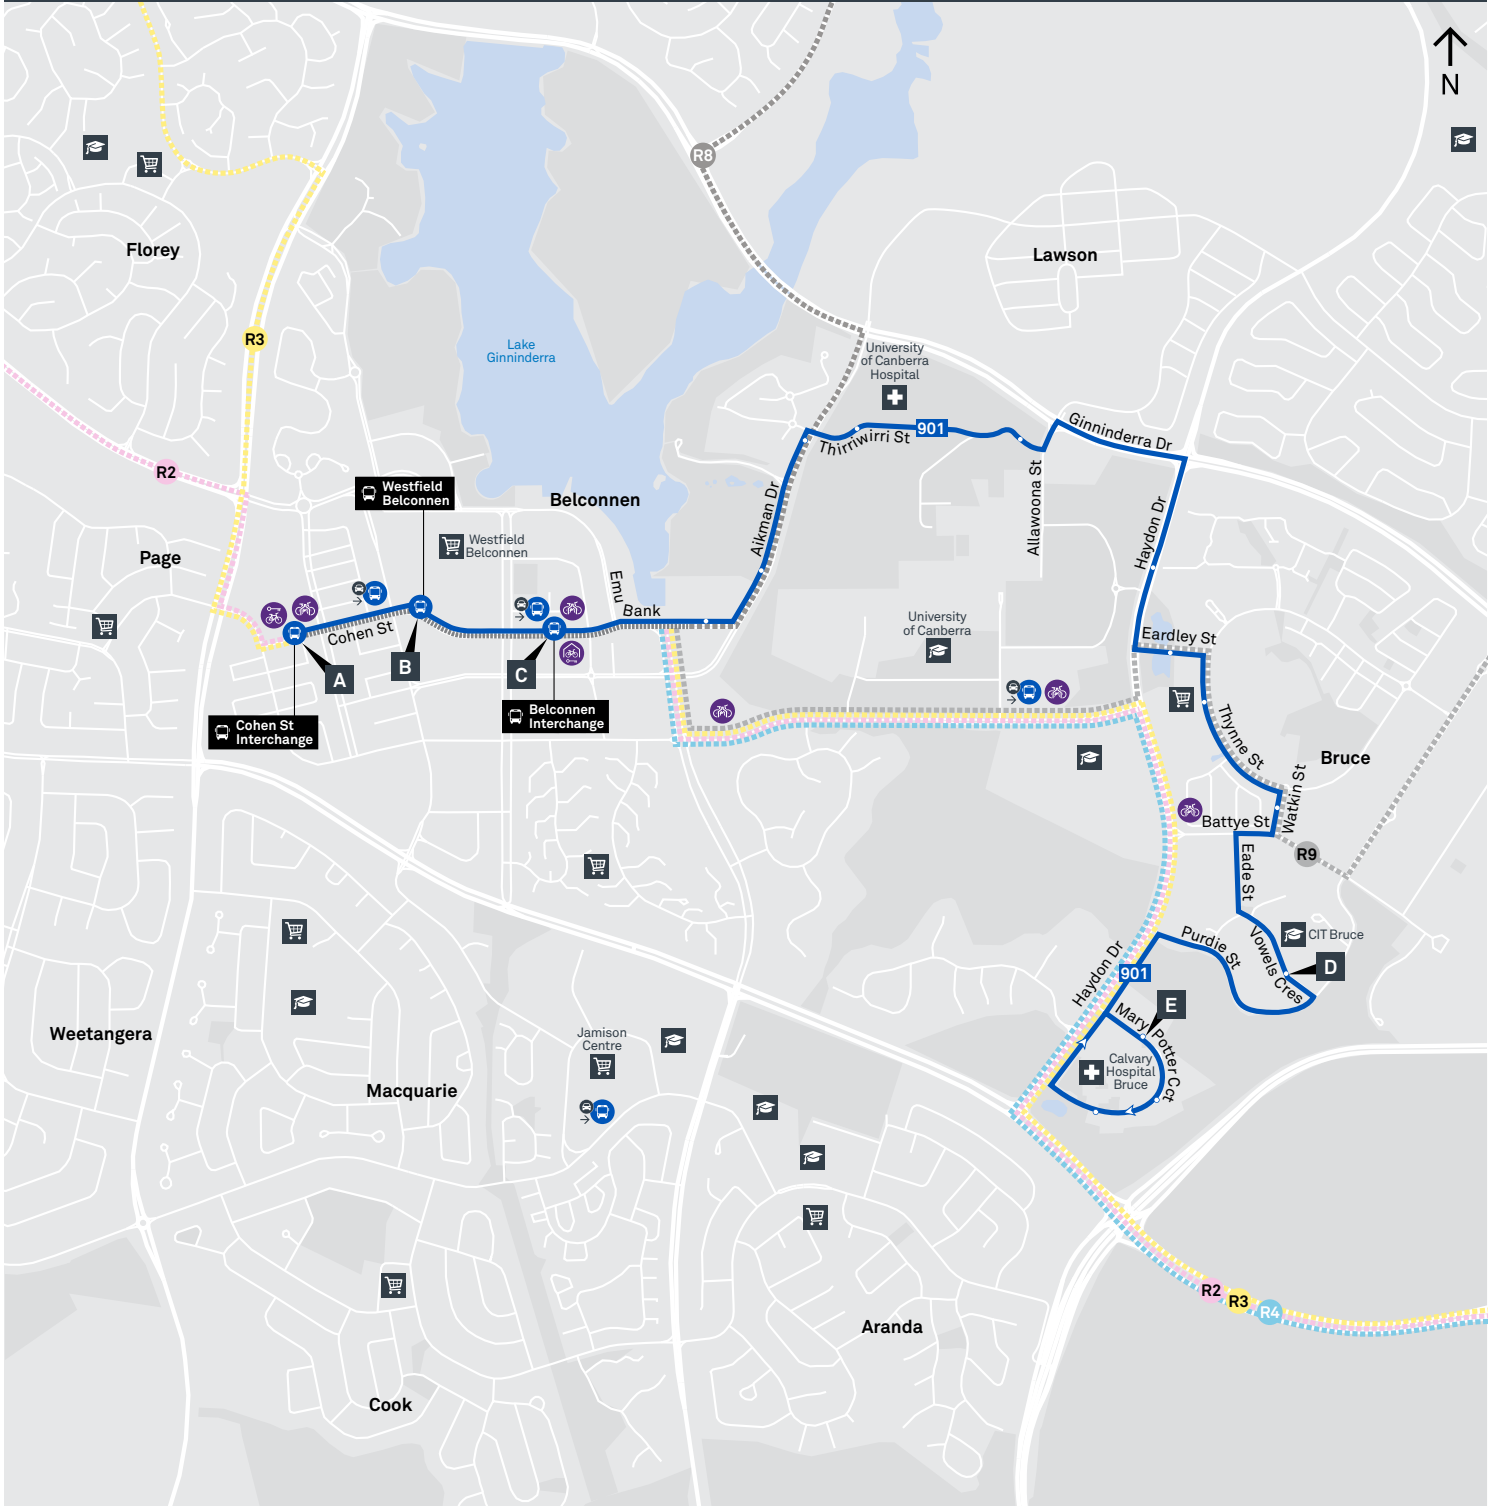 N
R8
Florey
Lawson
R3
Lake
Ginninderra
University
of Canberra
Hospital
901
Thirriwirri St
Ginninderra Dr
R2
Westfield
Belconnen
Belconnen
Allawoona St
Aikman Dr
Haydon Dr
Westfield
Belconnen
Page
Emu
Bank
Cohen St
University
of Canberra
Eardley St
A
B
C
Cohen St
Interchange
Belconnen
Interchange
Thynne St
Bruce
Watkin St
Battye St
R9
Eade St
CIT Bruce
Purdie St
Vowels Cres
D
Haydon Dr
901
E
Mary Potter Cct
Calvary
Hospital
Bruce
Weetangera
Jamison
Centre
Macquarie
R2
R3
R4
Aranda
Cook